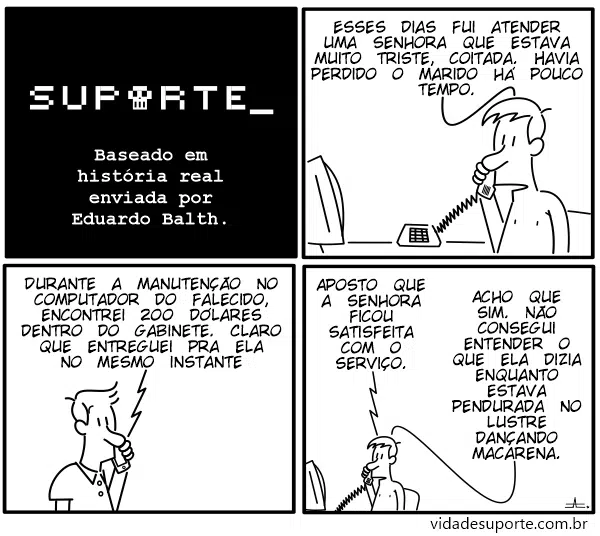 SUPORTE_
Baseado em
história real
enviada por
Eduardo Balth.
ESSES DIAS FUI ATENDER
UMA SENHORA QUE ESTAVA
MUITO TRISTE, COITADA. HAVIA
PERDIDO O MARIDO HÁ POUCO
TEMPO.
DURANTE A MANUTENÇÃO NO
COMPUTADOR DO FALECIDO,
ENCONTREI 200 DÓLARES
DENTRO DO GABINETE. CLARO
QUE ENTREGUEI PRA ELA
NO MESMO INSTANTE
APOSTO QUE
A SENHORA
FICOU
SATISFEITA
COM O
SERVIÇO.
ACHO QUE
SIM. NÃO
CONSEGUI
ENTENDER O
QUE ELA DIZIA
ENQUANTO
ESTAVA
PENDURADA NO
LUSTRE
DANÇANDO
MACARENA.
vidadesuporte.com.br